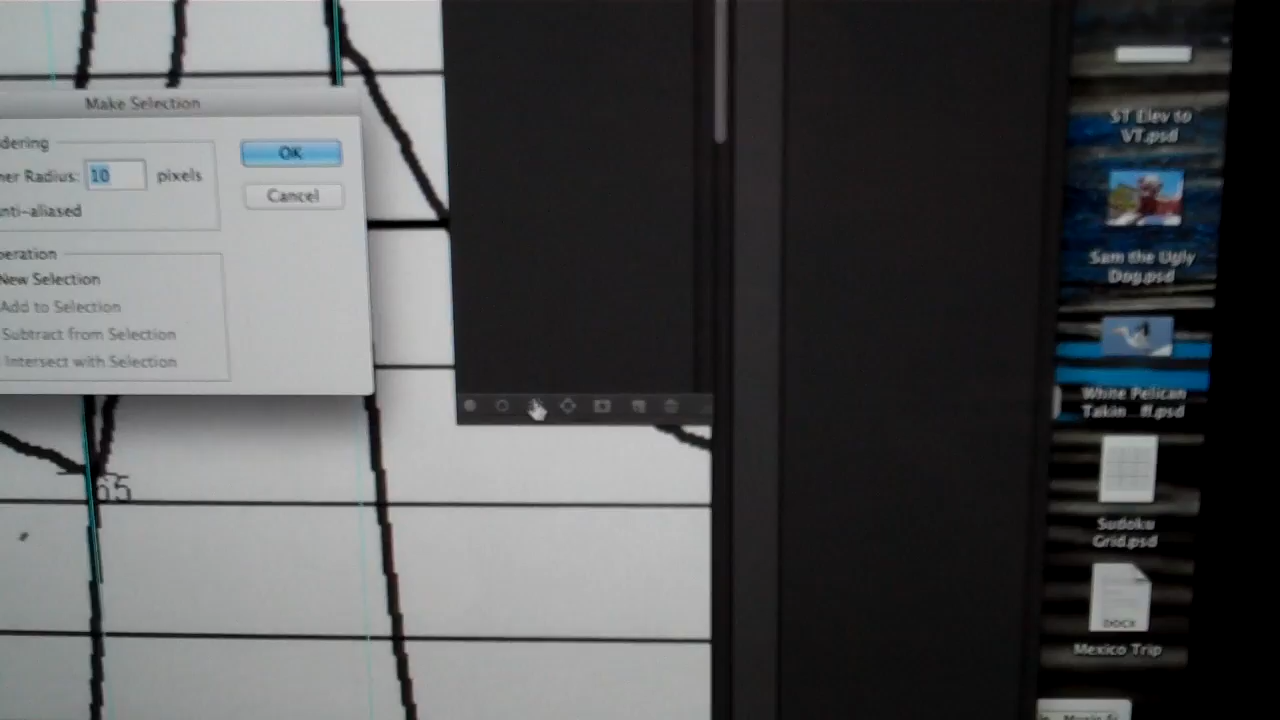 Make Selection
dering
er Radius: 10 pixels
nti-aliased
OK
Cancel
eration
New Selection
Add to Selection
Subtract from Selection
Intersect with Selection
65
ST Elev to
VT.psd
Sam the Ugly
Dog.psd
White Pelican
Takin...ff.psd
Sudoku
Grid.psd
DOCX
Mexico Trip